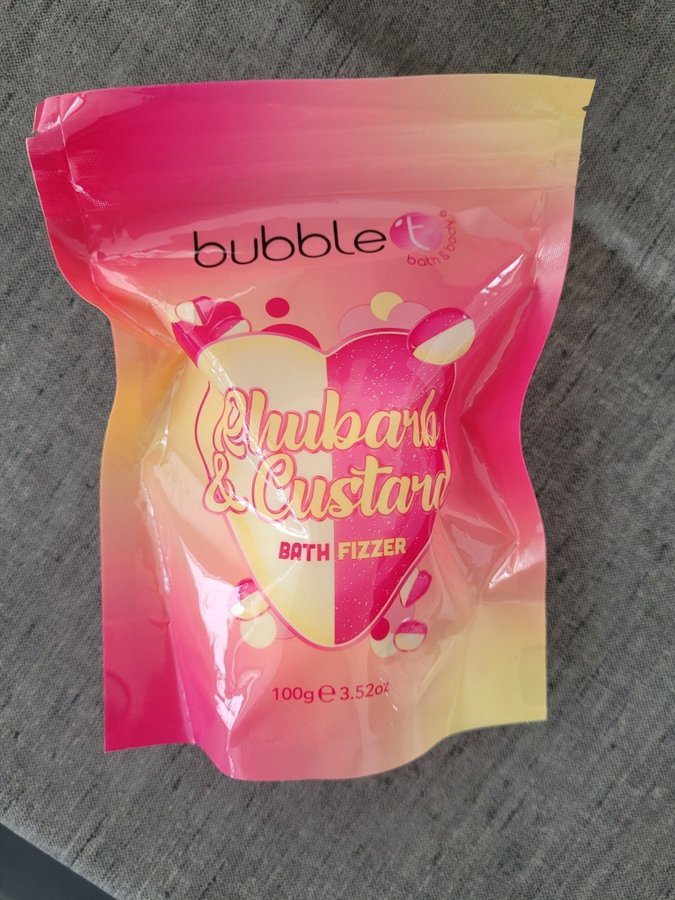 bubble t
bath & body
Rhubarb
& Custard
BATH FIZZER
100g ℮ 3.52oz